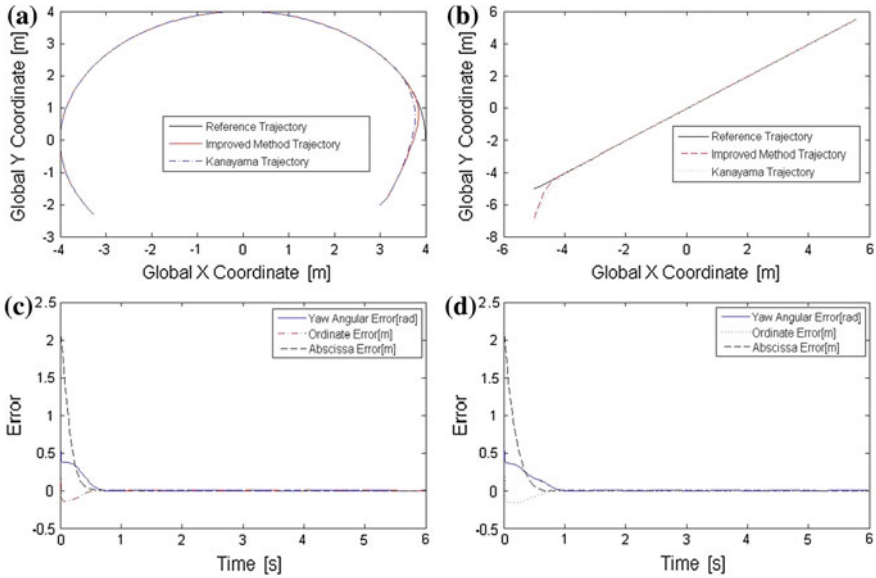 (a)
4
3
2
1
0
-1
-2
-3
Global Y Coordinate [m]
Reference Trajectory
Improved Method Trajectory
Kanayama Trajectory
-4 -3 -2 -1 0 1 2 3 4
Global X Coordinate [m]
(b)
6
4
2
0
-2
-4
-6
-8
Global Y Coordinate [m]
Reference Trajectory
Improved Method Trajectory
Kanayama Trajectory
-6 -4 -2 0 2 4 6
Global X Coordinate [m]
(c)
2.5
2
1.5
1
0.5
0
-0.5
Error
Yaw Angular Error[rad]
Ordinate Error[m]
Abscissa Error[m]
0 1 2 3 4 5 6
Time [s]
(d)
2.5
2
1.5
1
0.5
0
-0.5
Error
Yaw Angular Error[rad]
Ordinate Error[m]
Abscissa Error[m]
0 1 2 3 4 5 6
Time [s]